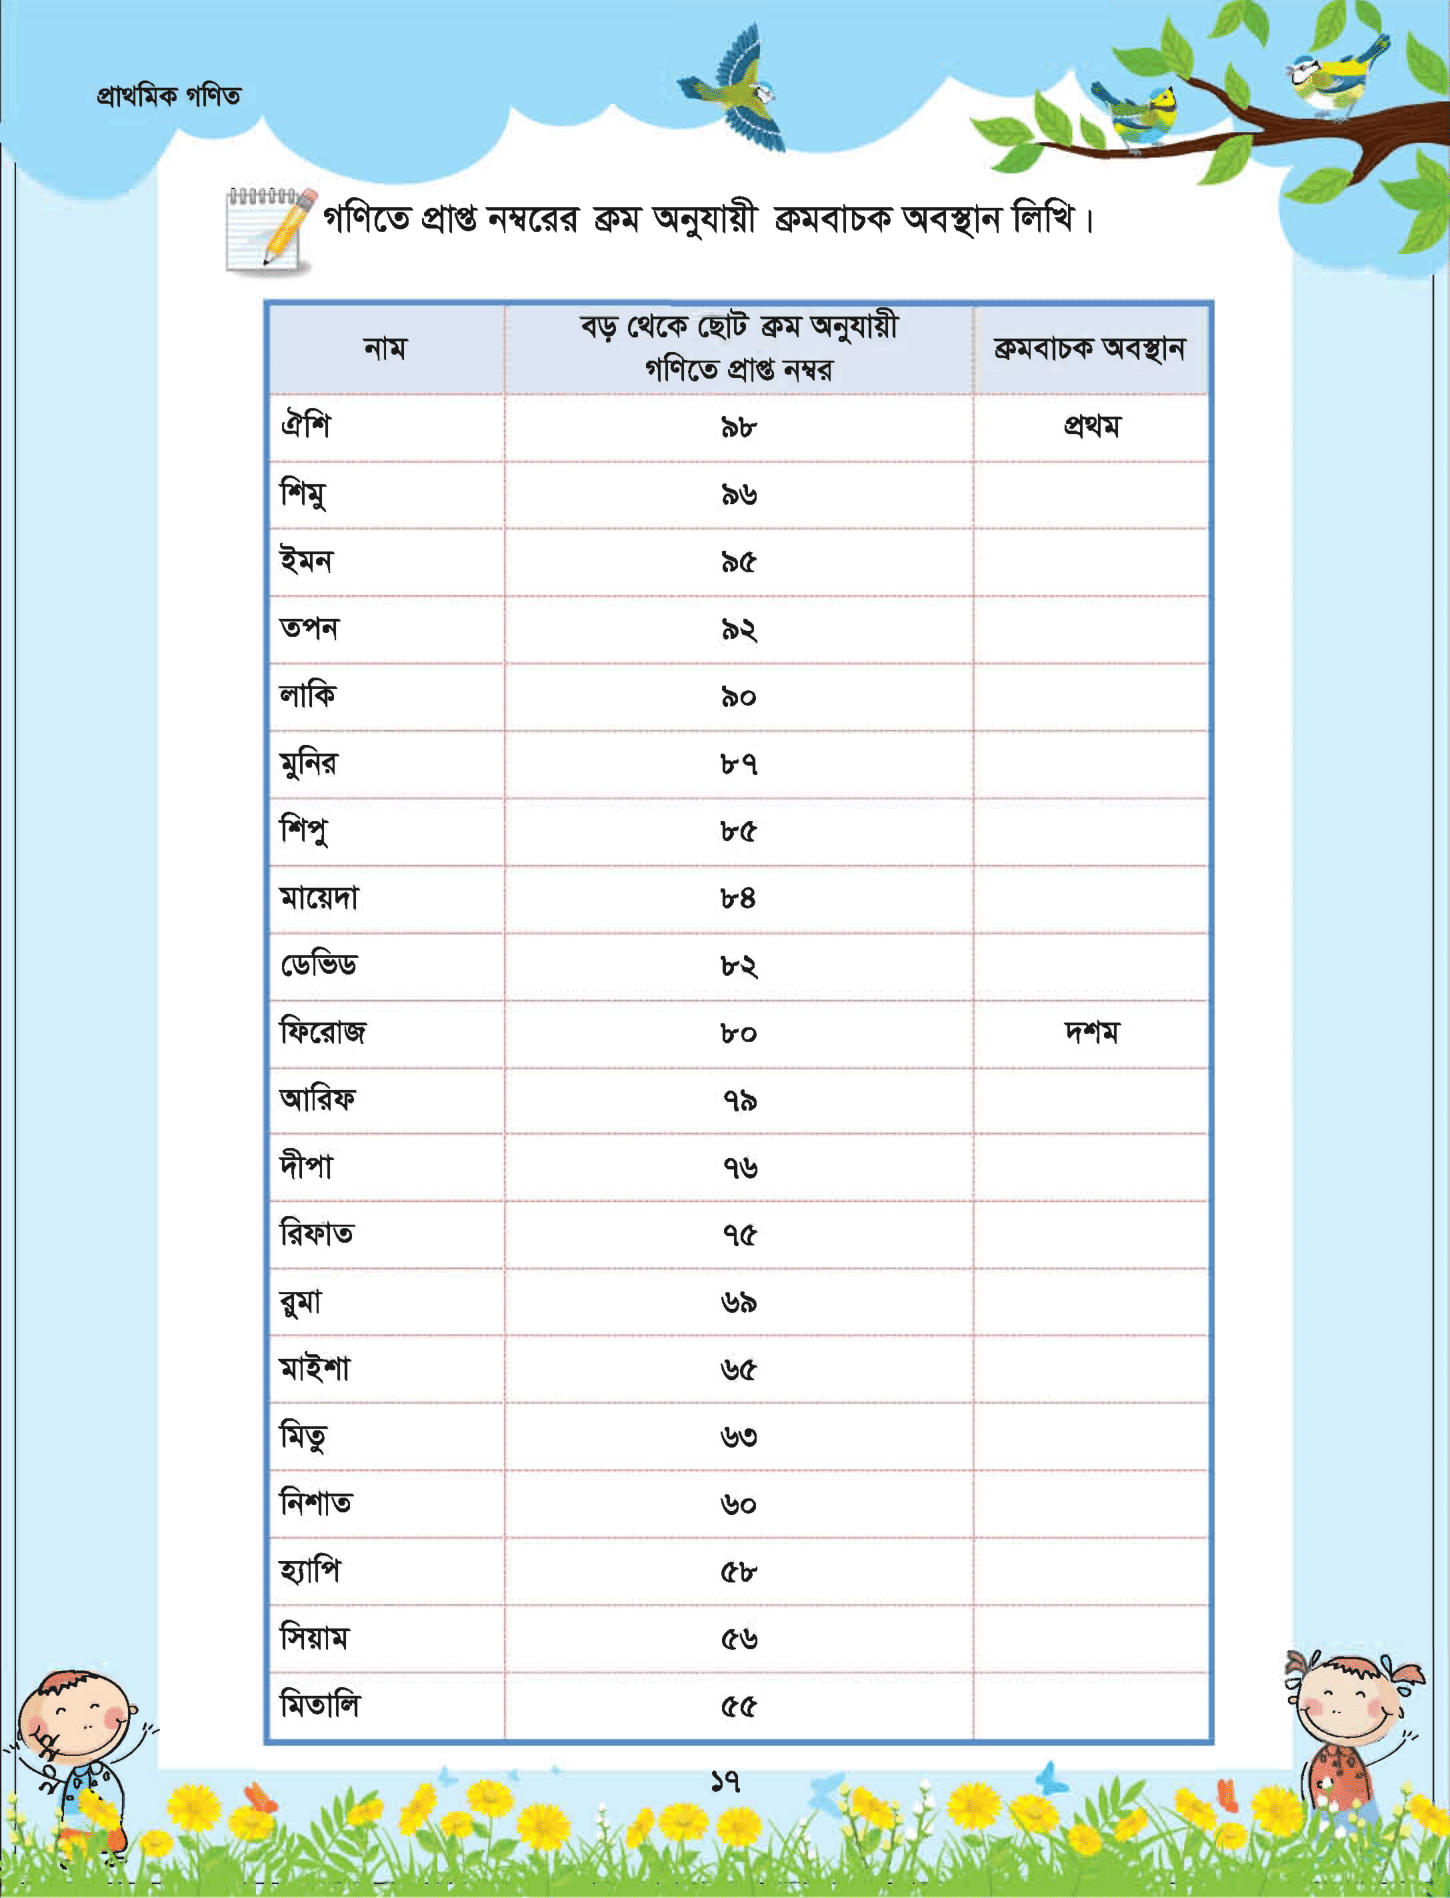 প্রাথমিক গণিত
গণিতে প্রাপ্ত নম্বরের ক্রম অনুযায়ী ক্রমবাচক অবস্থান লিখি।
নাম বড় থেকে ছোট ক্রম অনুযায়ী গণিতে প্রাপ্ত নম্বর ক্রমবাচক অবস্থান
ঐশি ৯৮ প্রথম
শিমু ৯৬
ইমন ৯৫
তপন ৯২
লাকি ৯০
মুনির ৮৭
শিপু ৮৫
মায়েদা ৮৪
ডেভিড ৮২
ফিরোজ ৮০ দশম
আরিফ ৭৯
দীপা ৭৬
রিফাত ৭৫
রুমা ৬৯
মাইশা ৬৫
মিতু ৬৩
নিশাত ৬০
হ্যাপি ৫৮
সিয়াম ৫৬
মিতালি ৫৫
১৭